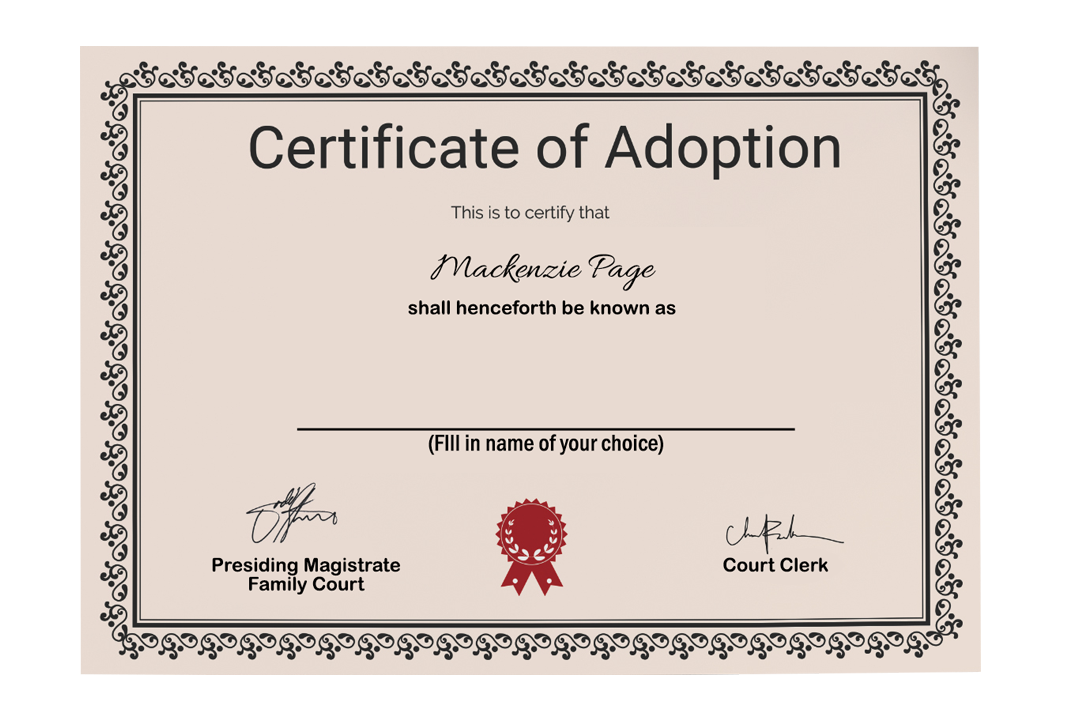 Certificate of Adoption
This is to certify that
Mackenzie Page
shall henceforth be known as
(FIll in name of your choice)
Presiding Magistrate
Family Court
Court Clerk